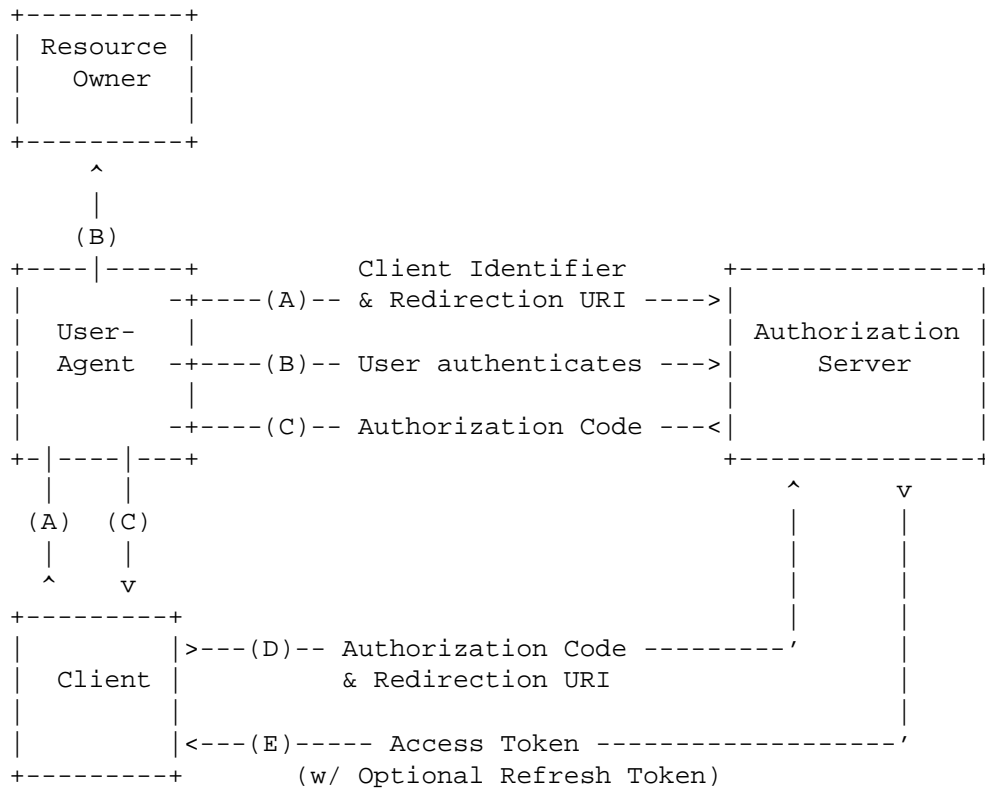 +----------+
| Resource |
|   Owner  |
|          |
+----------+
     ^
     |
    (B)
+----|-----+          Client Identifier      +---------------+
|         -+----(A)-- & Redirection URI ---->|               |
|  User-   |                                 | Authorization |
|  Agent  -+----(B)-- User authenticates --->|     Server    |
|          |                                 |               |
|         -+----(C)-- Authorization Code ---<|               |
+-|----|---+                                 +---------------+
  |    |                                         ^      v
 (A)  (C)                                        |      |
  |    |                                         |      |
  ^    v                                         |      |
+---------+                                      |      |
|         |>---(D)-- Authorization Code ---------'      |
|  Client |          & Redirection URI                  |
|         |                                             |
|         |<---(E)----- Access Token -------------------'
+---------+       (w/ Optional Refresh Token)